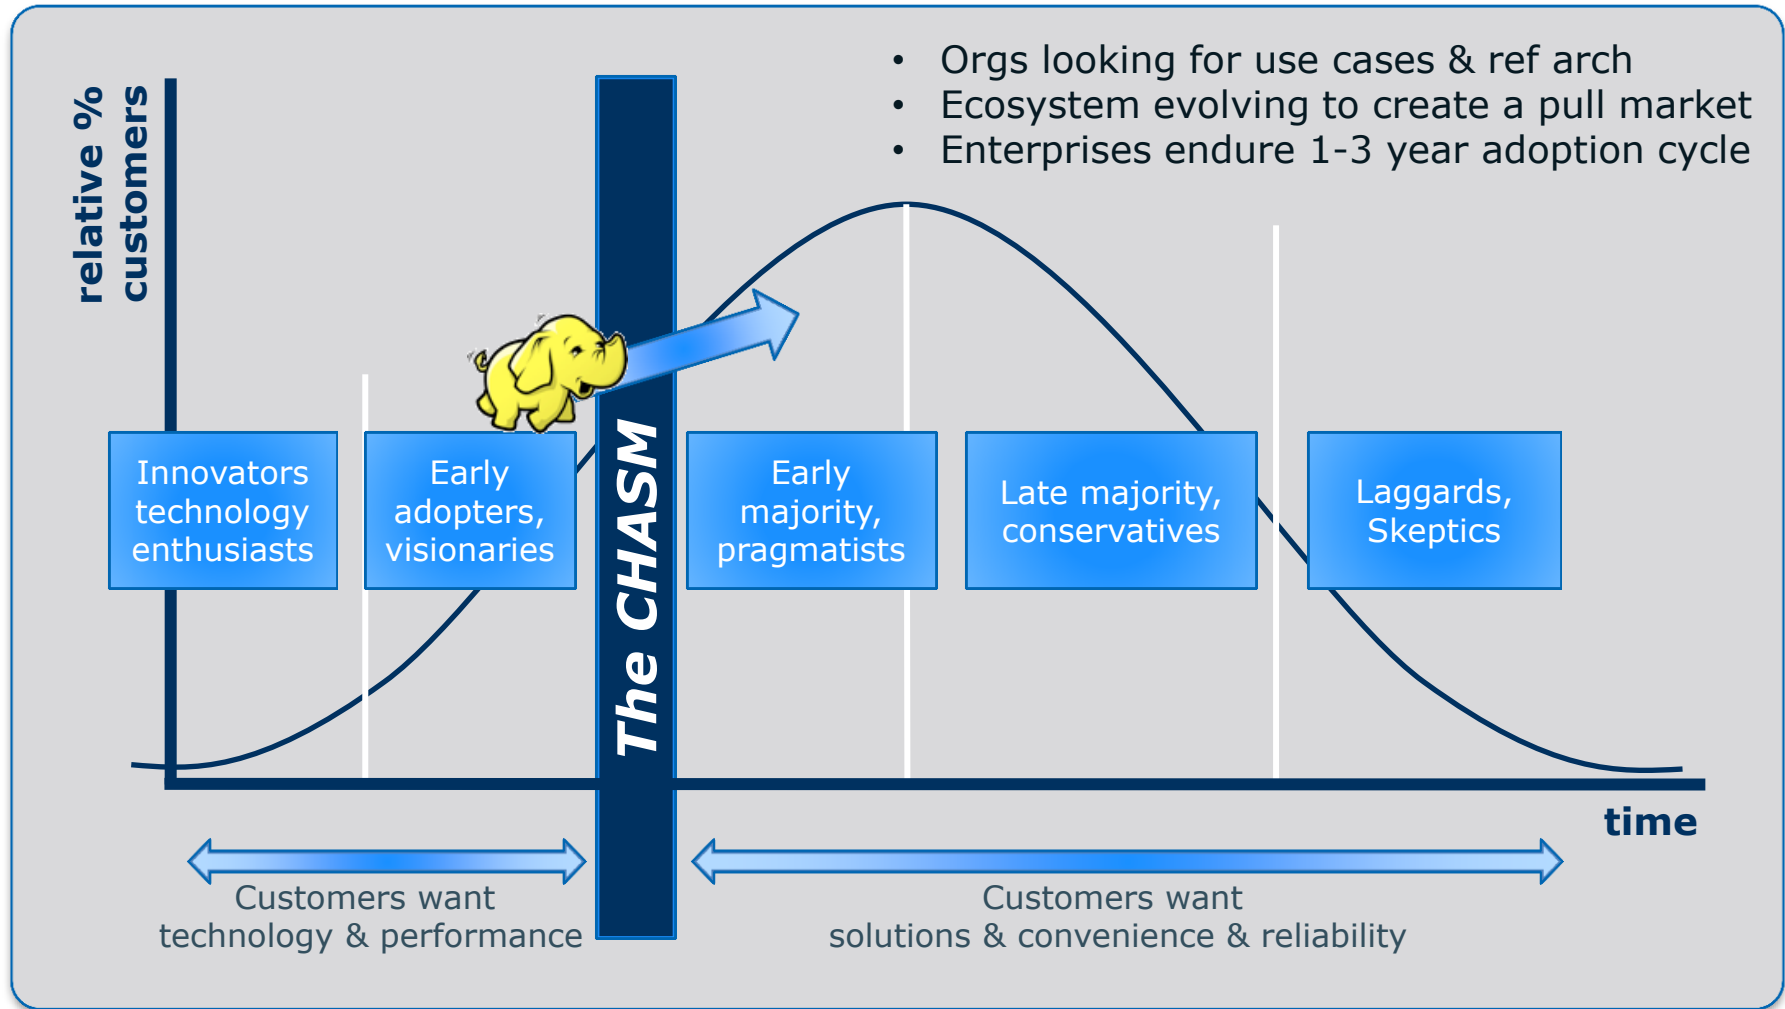 • Orgs looking for use cases & ref arch
• Ecosystem evolving to create a pull market
• Enterprises endure 1-3 year adoption cycle
relative %
customers
Innovators
technology
enthusiasts
Early
adopters,
visionaries
The CHASM
Early
majority,
pragmatists
Late majority,
conservatives
Laggards,
Skeptics
time
Customers want
technology & performance
Customers want
solutions & convenience & reliability